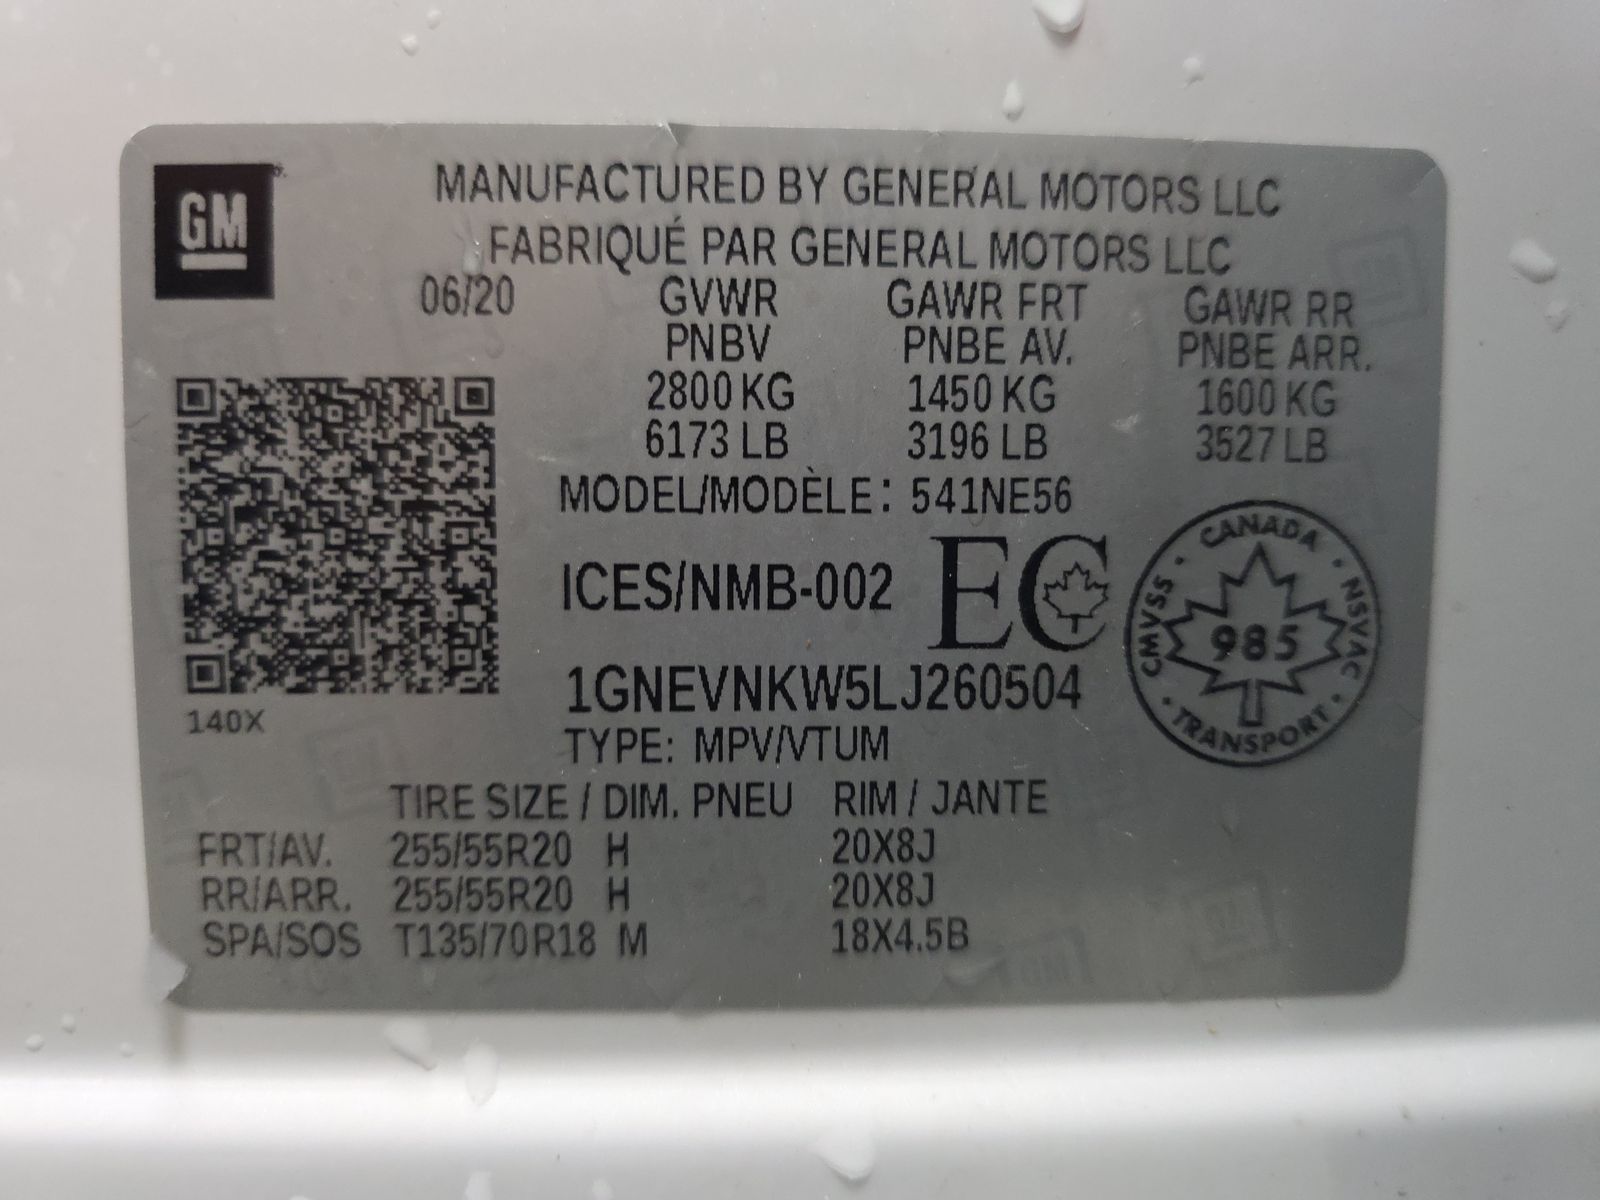 GM
MANUFACTURED BY GENERAL MOTORS LLC
FABRIQUÉ PAR GENERAL MOTORS LLC
06/20 GVWR GAWR FRT GAWR RR
PNBV PNBE AV. PNBE ARR.
2800 KG 1450 KG 1600 KG
6173 LB 3196 LB 3527 LB
MODEL/MODÈLE: 541NE56
ICES/NMB-002 EC
CANADA
CMVSS · NSVAC
985
TRANSPORT
1GNEVNKW5LJ260504
140X
TYPE: MPV/VTUM
TIRE SIZE / DIM. PNEU RIM / JANTE
FRT/AV. 255/55R20 H 20X8J
RR/ARR. 255/55R20 H 20X8J
SPA/SOS T135/70R18 M 18X4.5B